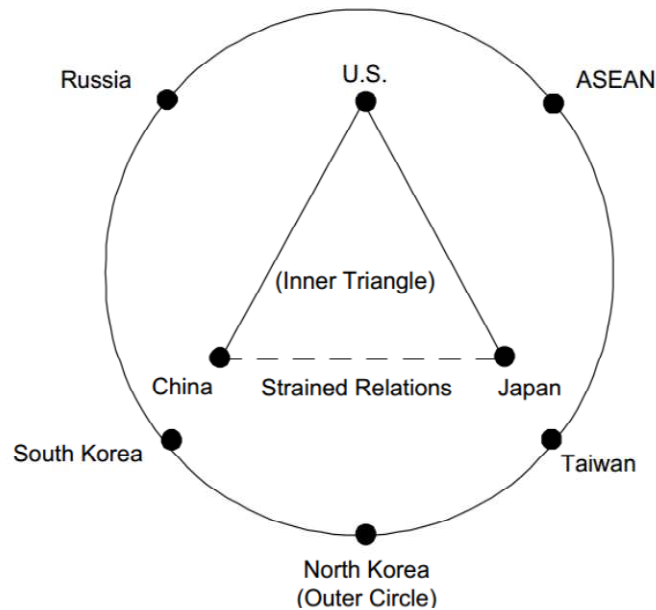 U.S.
Russia
ASEAN
(Inner Triangle)
China
Strained Relations
Japan
South Korea
Taiwan
North Korea
(Outer Circle)